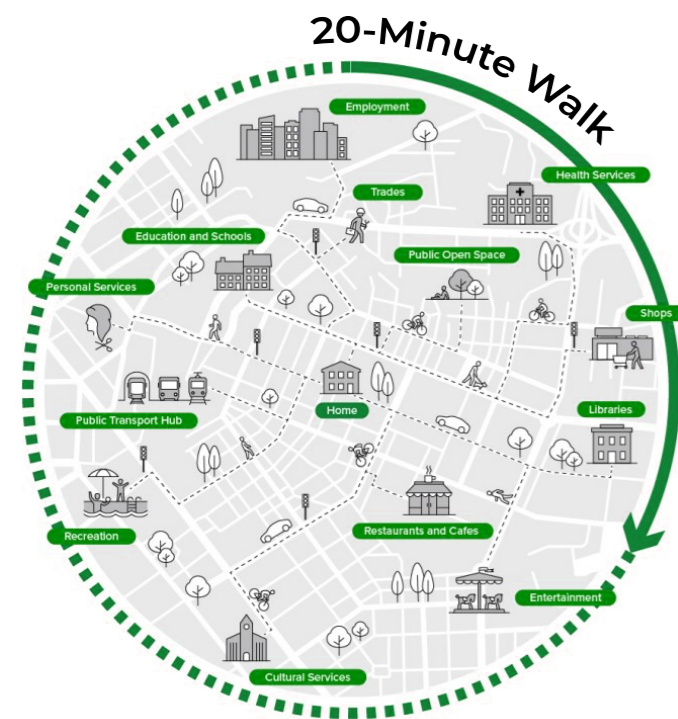 20-Minute Walk
Employment
Health Services
Trades
Education and Schools
Public Open Space
Personal Services
Shops
Home
Libraries
Public Transport Hub
Restaurants and Cafes
Recreation
Entertainment
Cultural Services